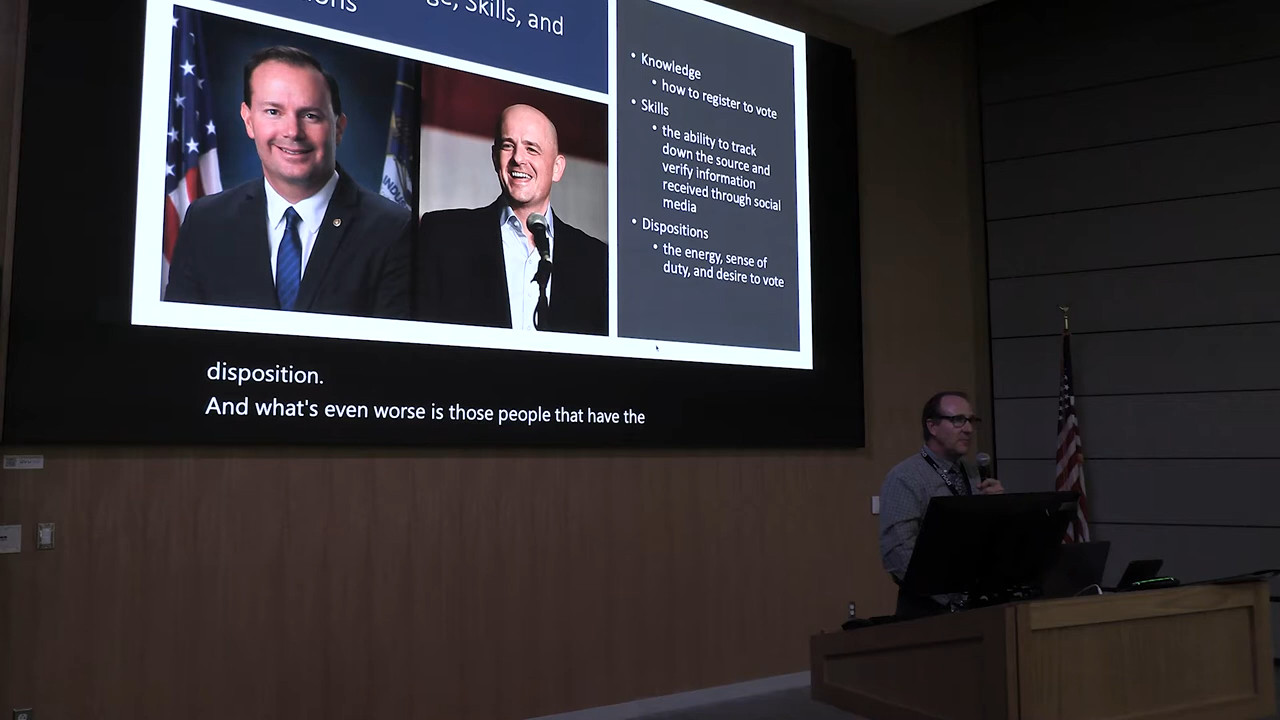 ge, Skills, and
ions
• Knowledge
• how to register to vote
• Skills
• the ability to track
down the source and
verify information
received through social
media
• Dispositions
• the energy, sense of
duty, and desire to vote
disposition.
And what's even worse is those people that have the